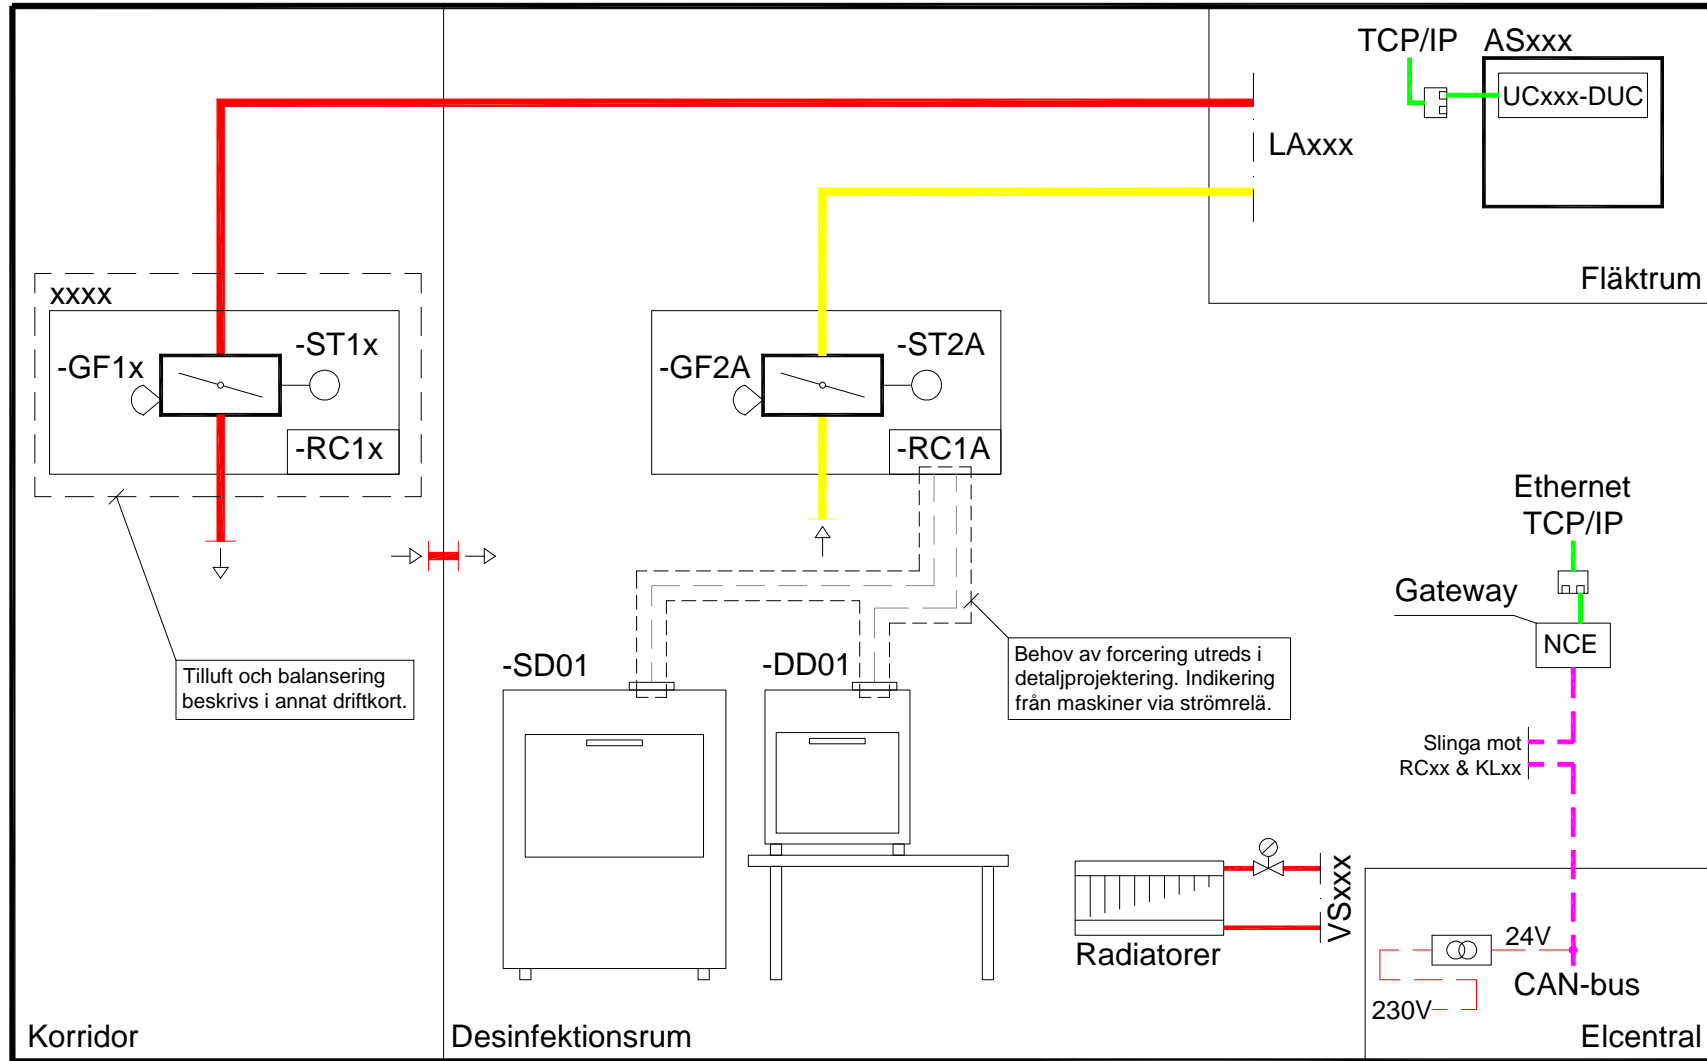 TCP/IP
ASxxx
UCxxx-DUC
LAxxx
Fläktrum
xxxx
-GF1x
-ST1x
-RC1x
-GF2A
-ST2A
-RC1A
Ethernet
TCP/IP
Gateway
NCE
Tilluft och balansering
beskrivs i annat driftkort.
-SD01
-DD01
Behov av forcering utreds i
detaljprojektering. Indikering
från maskiner via strömrelä.
Slinga mot
RCxx & KLxx
VSxxx
Radiatorer
24V
CAN-bus
230V
Korridor
Desinfektionsrum
Elcentral